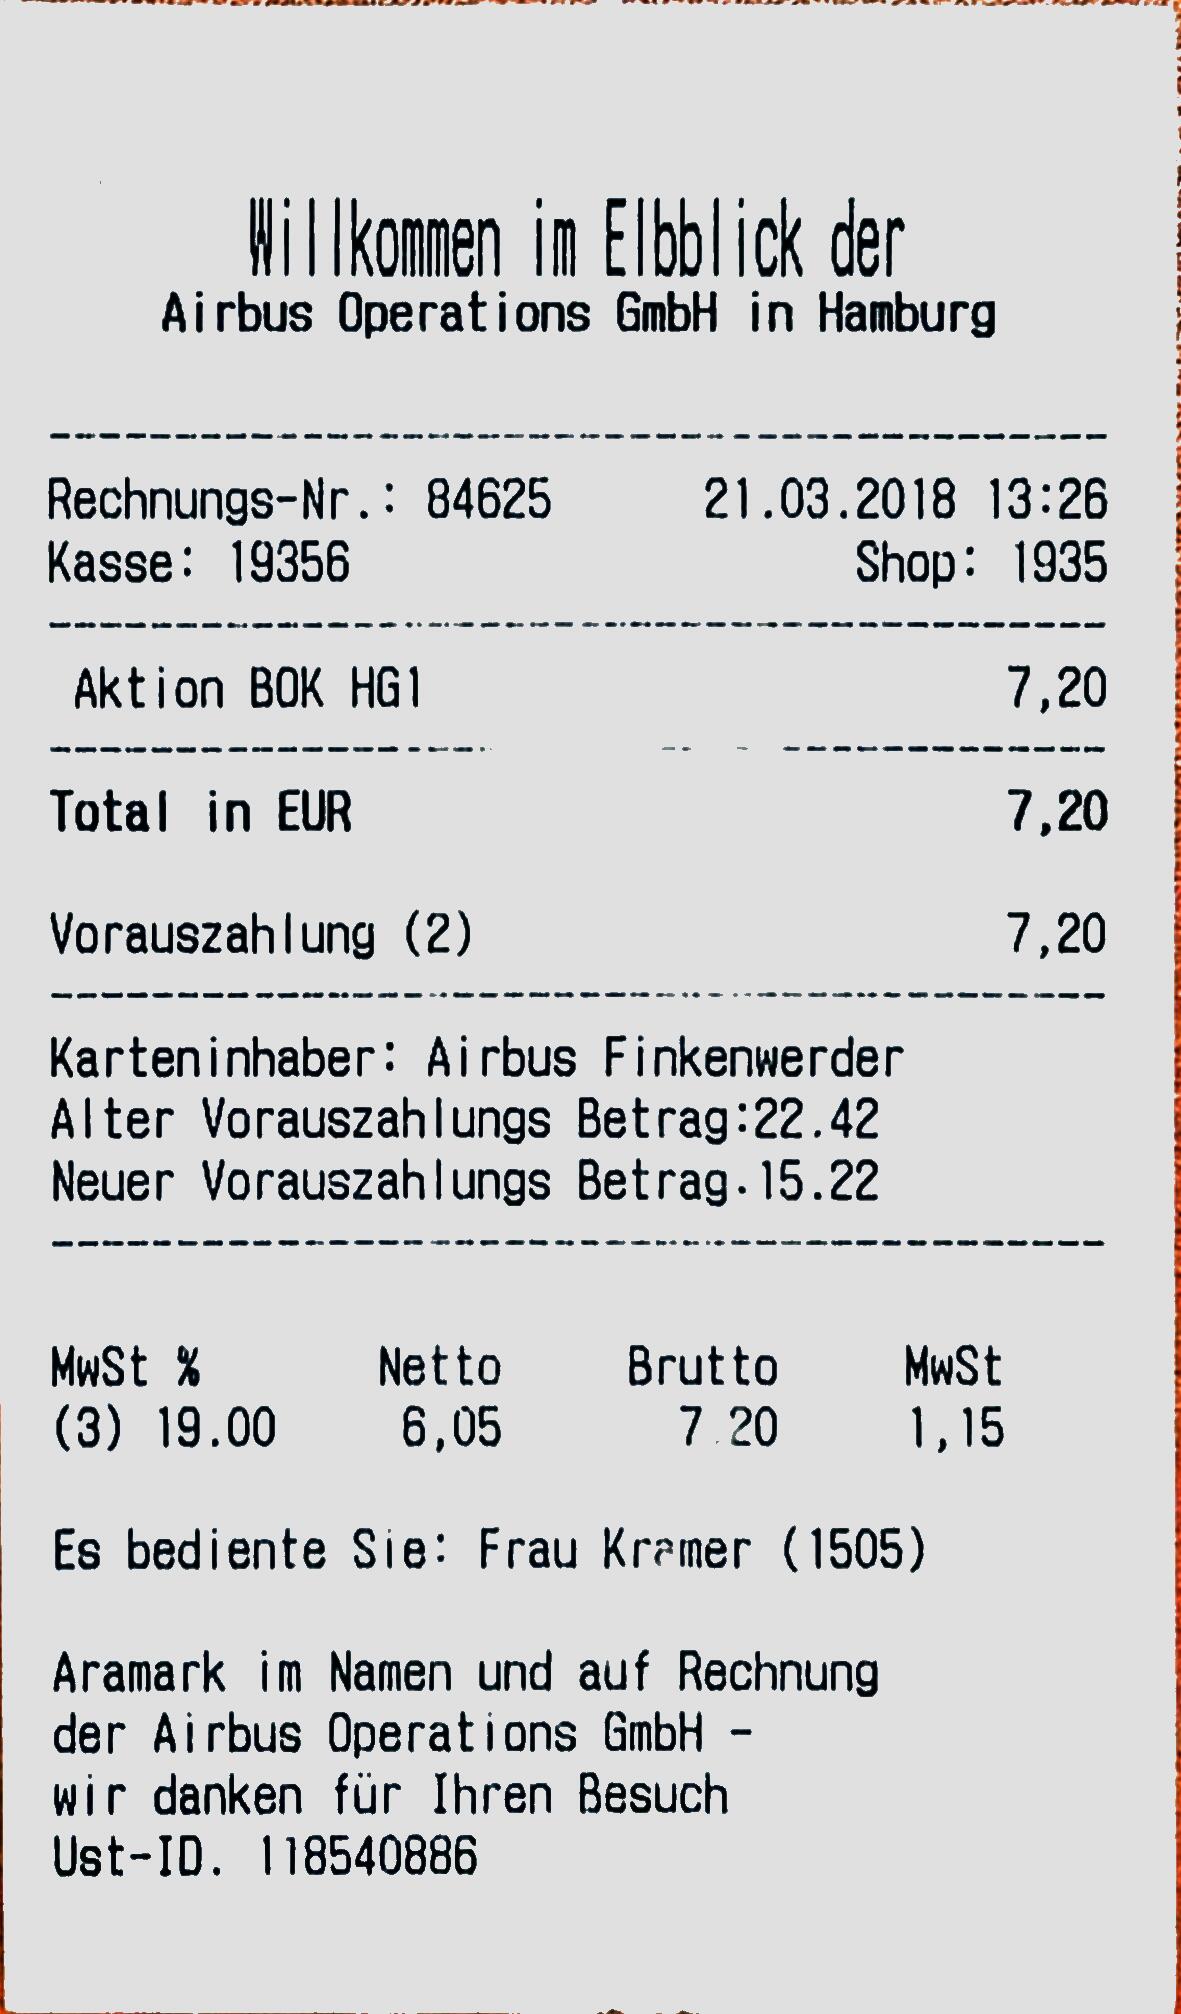 Willkommen im Elbblick der
Airbus Operations GmbH in Hamburg
Rechnungs-Nr.: 84625 21.03.2018 13:26
Kasse: 19356 Shop: 1935
Aktion BOK HG1 7,20
Total in EUR 7,20
Vorauszahlung (2) 7,20
Karteninhaber: Airbus Finkenwerder
Alter Vorauszahlungs Betrag:22.42
Neuer Vorauszahlungs Betrag.15.22
MwSt % Netto Brutto MwSt
(3) 19.00 6,05 7.20 1,15
Es bediente Sie: Frau Kramer (1505)
Aramark im Namen und auf Rechnung
der Airbus Operations GmbH -
wir danken für Ihren Besuch
Ust-ID. 118540886